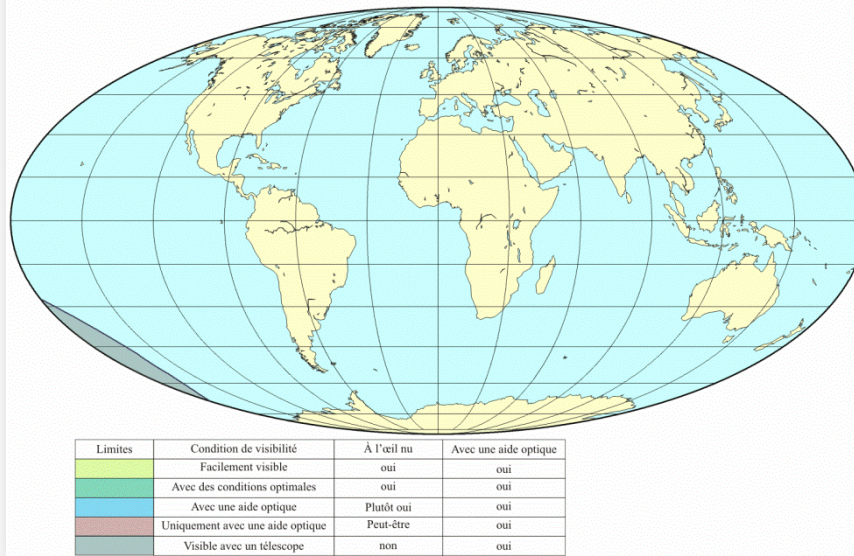 Limites Condition de visibilité À l’œil nu Avec une aide optique
Facilement visible oui oui
Avec des conditions optimales oui oui
Avec une aide optique Plutôt oui oui
Uniquement avec une aide optique Peut-être oui
Visible avec un télescope non oui